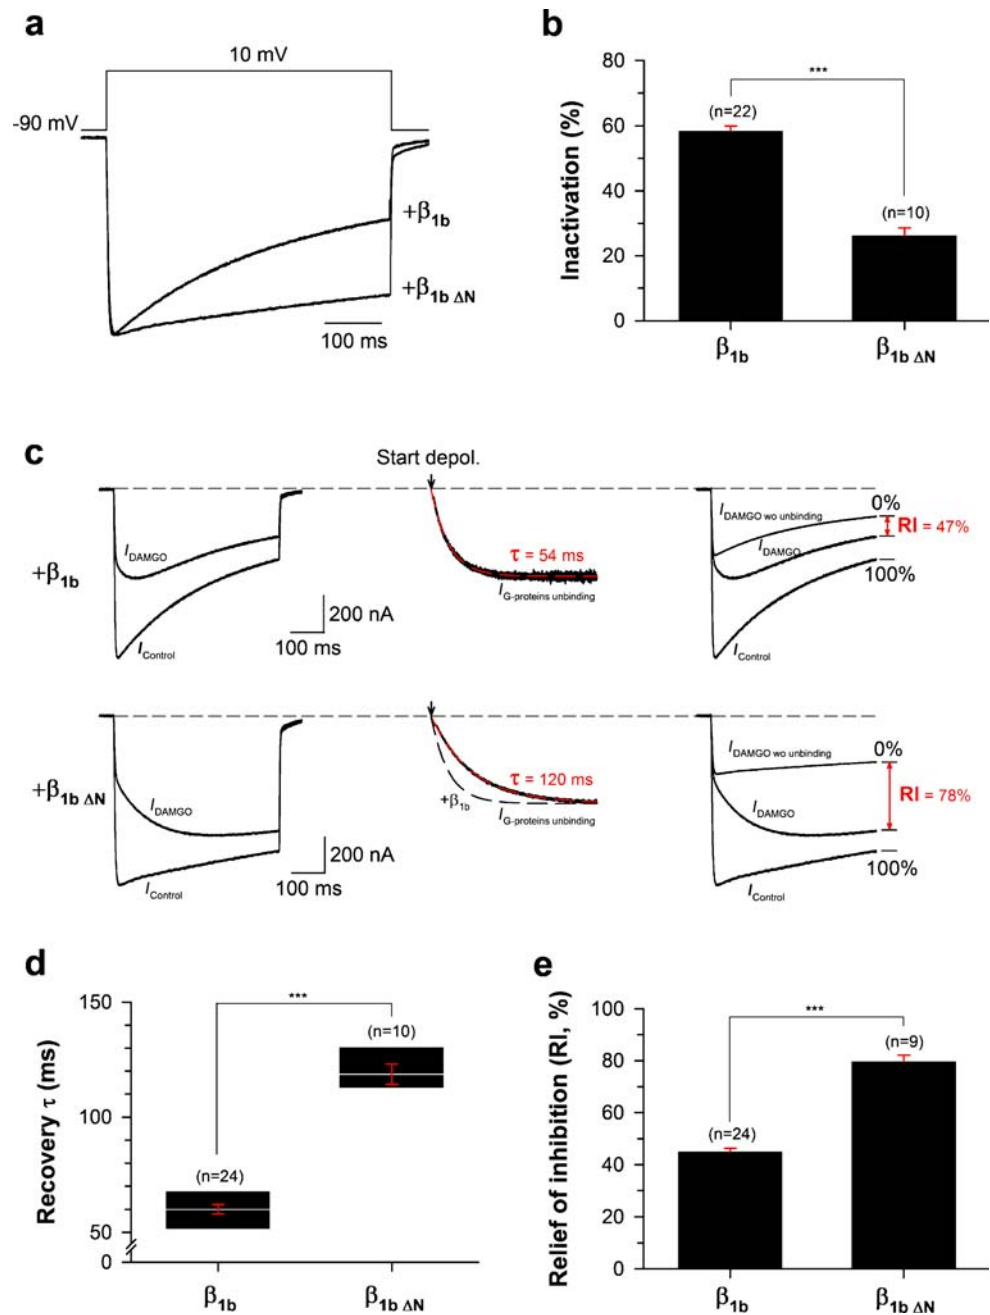 a
10 mV
-90 mV
+β1b
+β1b ΔN
100 ms
b
Inactivation (%)
80
60
40
20
0
***
(n=22)
(n=10)
β1b
β1b ΔN
c
Start depol.
+β1b
IDAMGO
IControl
200 nA
100 ms
τ = 54 ms
IG-proteins unbinding
IDAMGO wo unbinding
0%
RI = 47%
IDAMGO
100%
IControl
+β1b ΔN
IDAMGO
IControl
200 nA
100 ms
τ = 120 ms
+β1b
IG-proteins unbinding
IDAMGO wo unbinding
0%
RI = 78%
IDAMGO
100%
IControl
d
Recovery τ (ms)
150
100
50
0
***
(n=24)
(n=10)
β1b
β1b ΔN
e
Relief of inhibition (RI, %)
100
80
60
40
20
0
***
(n=24)
(n=9)
β1b
β1b ΔN